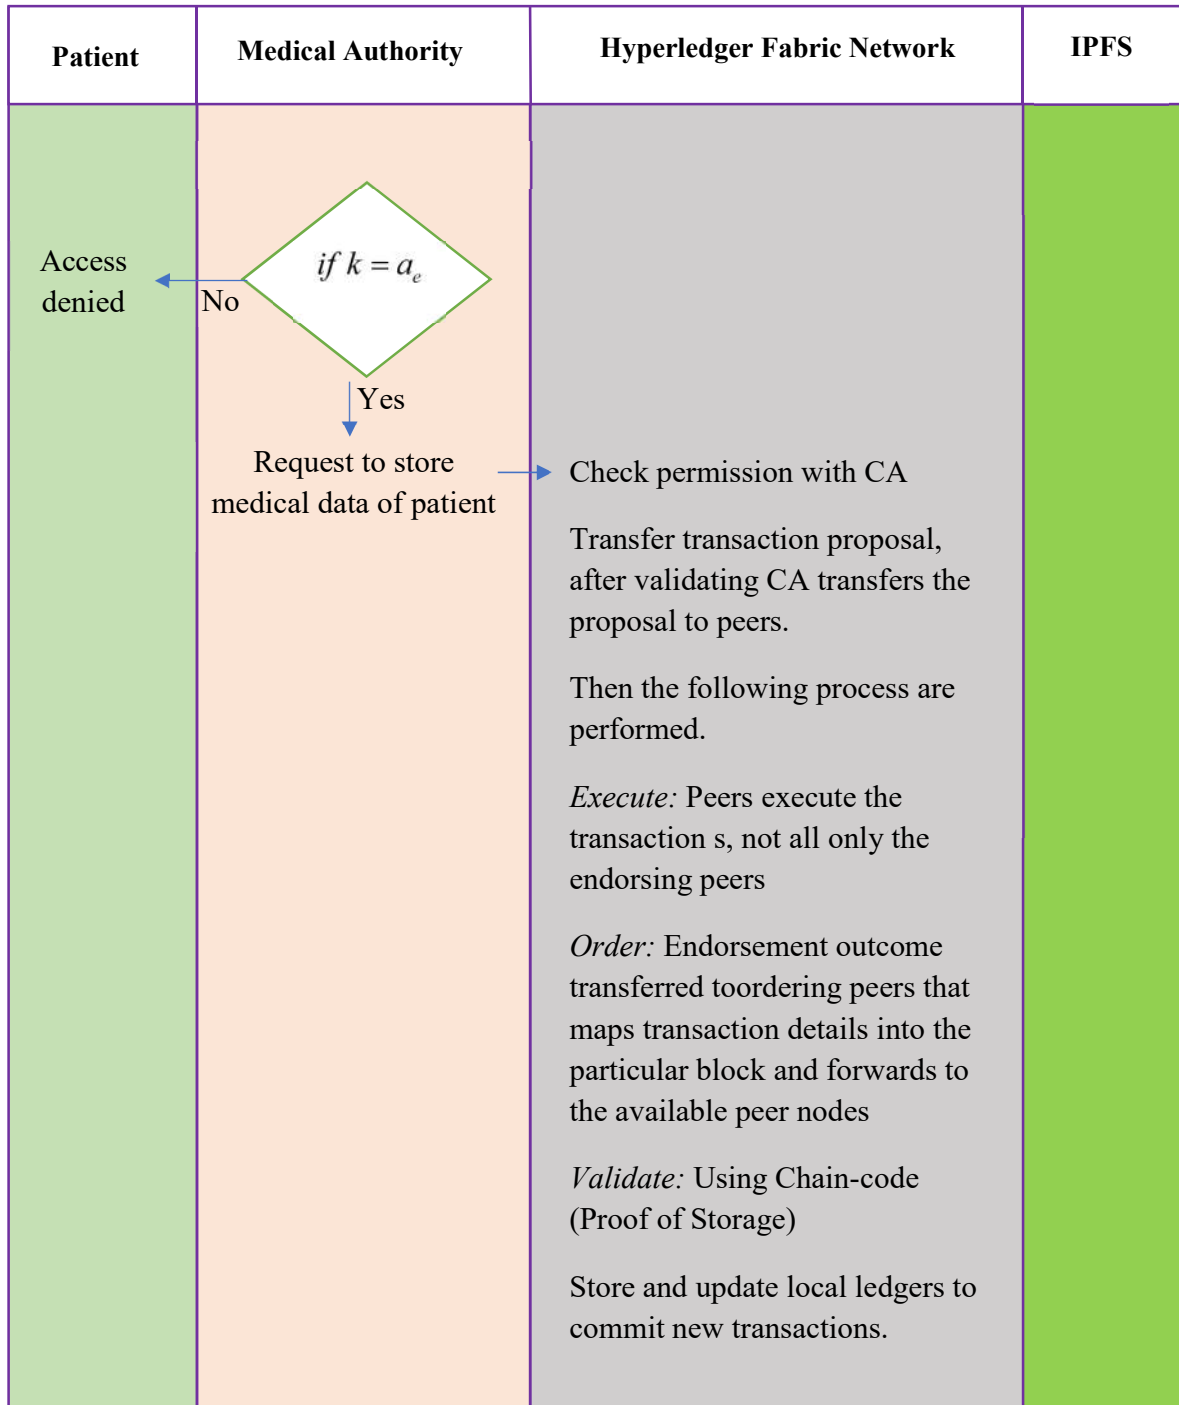 Patient
Medical Authority
Hyperledger Fabric Network
IPFS
if k = aₑ
Access
denied
No
Yes
Request to store
medical data of patient
Check permission with CA
Transfer transaction proposal,
after validating CA transfers the
proposal to peers.
Then the following process are
performed.
Execute: Peers execute the
transaction s, not all only the
endorsing peers
Order: Endorsement outcome
transferred toordering peers that
maps transaction details into the
particular block and forwards to
the available peer nodes
Validate: Using Chain-code
(Proof of Storage)
Store and update local ledgers to
commit new transactions.